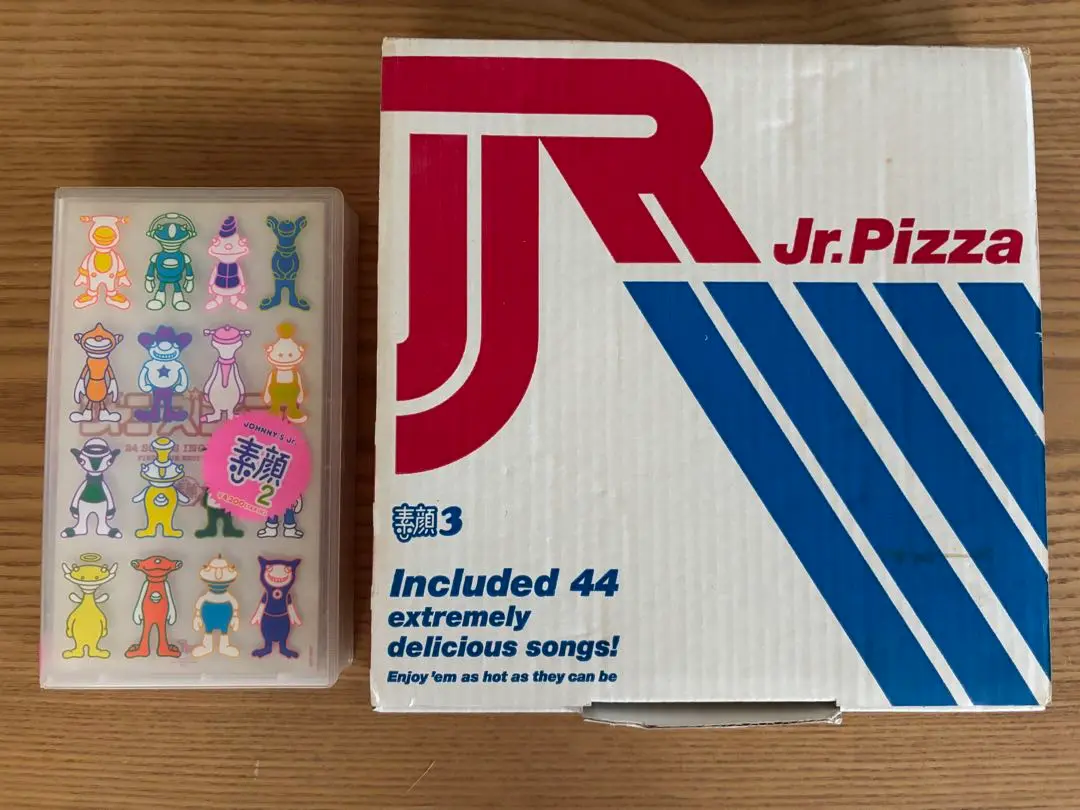 JOHNNY'S Jr.
素顔
2
JR
Jr.Pizza
素顔3
Included 44
extremely
delicious songs!
Enjoy 'em as hot as they can be